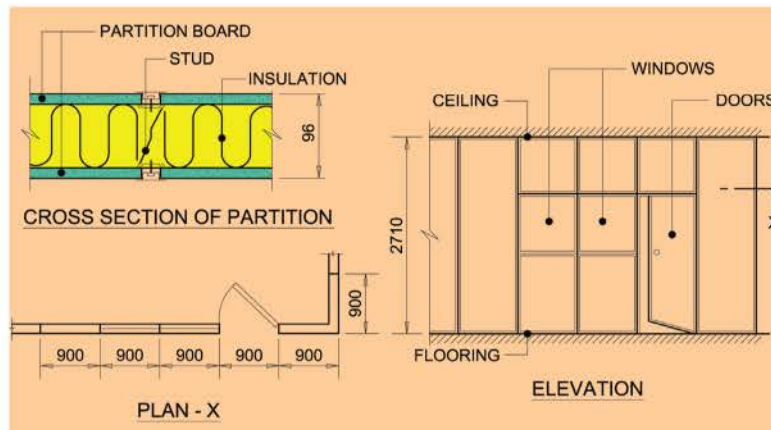 PARTITION BOARD
STUD
INSULATION
96
CROSS SECTION OF PARTITION
WINDOWS
CEILING
DOORS
2710
X
FLOORING
ELEVATION
900
900 900 900 900 900
PLAN - X